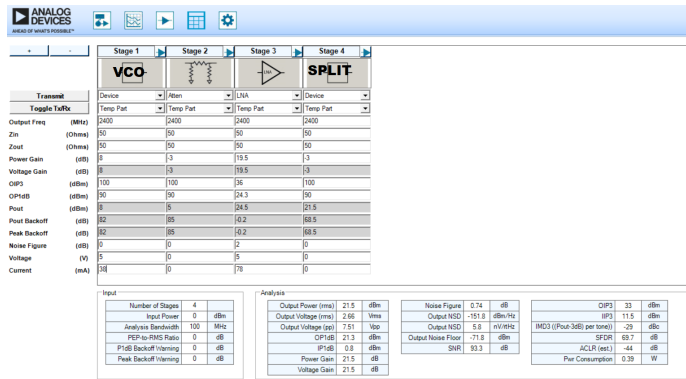 ANALOG
DEVICES
AHEAD OF WHAT'S POSSIBLE™
+ -
Stage 1 Stage 2 Stage 3 Stage 4
VCO LNA SPLIT
Transmit Device Atten LNA Device
Toggle Tx/Rx Temp Part Temp Part Temp Part Temp Part
Output Freq (MHz) 2400 2400 2400 2400
Zin (Ohms) 50 50 50 50
Zout (Ohms) 50 50 50 50
Power Gain (dB) 8 -3 19.5 -3
Voltage Gain (dB) 8 -3 19.5 -3
OIP3 (dBm) 100 100 36 100
OP1dB (dBm) 90 90 24.3 90
Pout (dBm) 8 5 24.5 21.5
Pout Backoff (dB) 82 85 -0.2 68.5
Peak Backoff (dB) 82 85 -0.2 68.5
Noise Figure (dB) 0 0 2 0
Voltage (V) 5 0 5 0
Current (mA) 38 0 78 0
Input Analysis
Number of Stages 4 Output Power (rms) 21.5 dBm Noise Figure 0.74 dB OIP3 33 dBm
Input Power 0 dBm Output Voltage (rms) 2.66 Vrms Output NSD -151.8 dBm/Hz IIP3 11.5 dBm
Analysis Bandwidth 100 MHz Output Voltage (pp) 7.51 Vpp Output NSD 5.8 nV/rtHz IMD3 ((Pout-3dB) per tone)) -29 dBc
PEP-to-RMS Ratio 0 dB OP1dB 21.3 dBm Output Noise Floor -71.8 dBm SFDR 69.7 dB
P1dB Backoff Warning 0 dB IP1dB 0.8 dBm SNR 93.3 dB ACLR (est.) -44 dB
Peak Backoff Warning 0 dB Power Gain 21.5 dB Pwr Consumption 0.39 W
Voltage Gain 21.5 dB